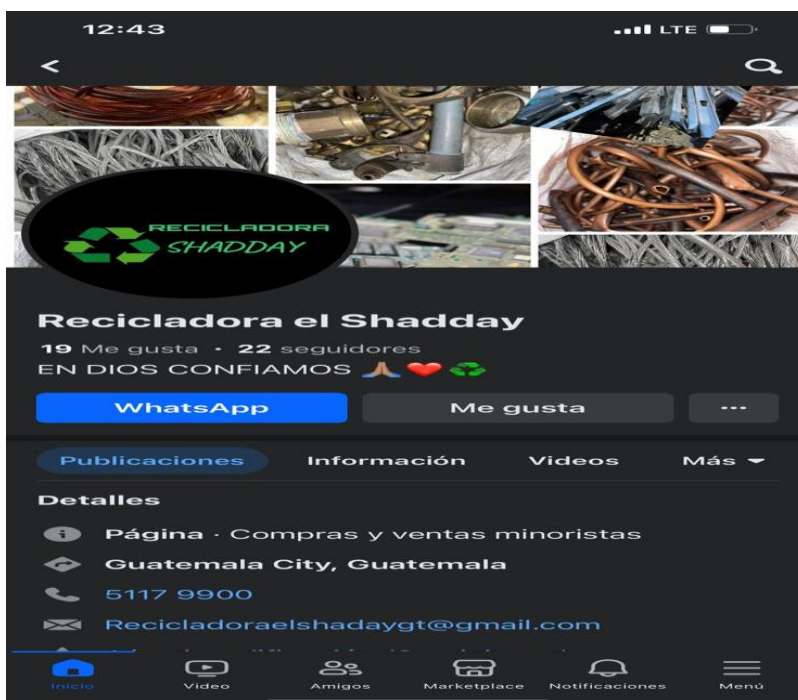 12:43
LTE
RECICLADORA
SHADDAY
Recicladora el Shadday
19 Me gusta · 22 seguidores
EN DIOS CONFIAMOS 🙏🏽❤️♻️
WhatsApp
Me gusta
Publicaciones
Información
Videos
Más
Detalles
Página · Compras y ventas minoristas
Guatemala City, Guatemala
5117 9900
Recicladoraelshadaygt@gmail.com
Inicio
Video
Amigos
Marketplace
Notificaciones
Menú